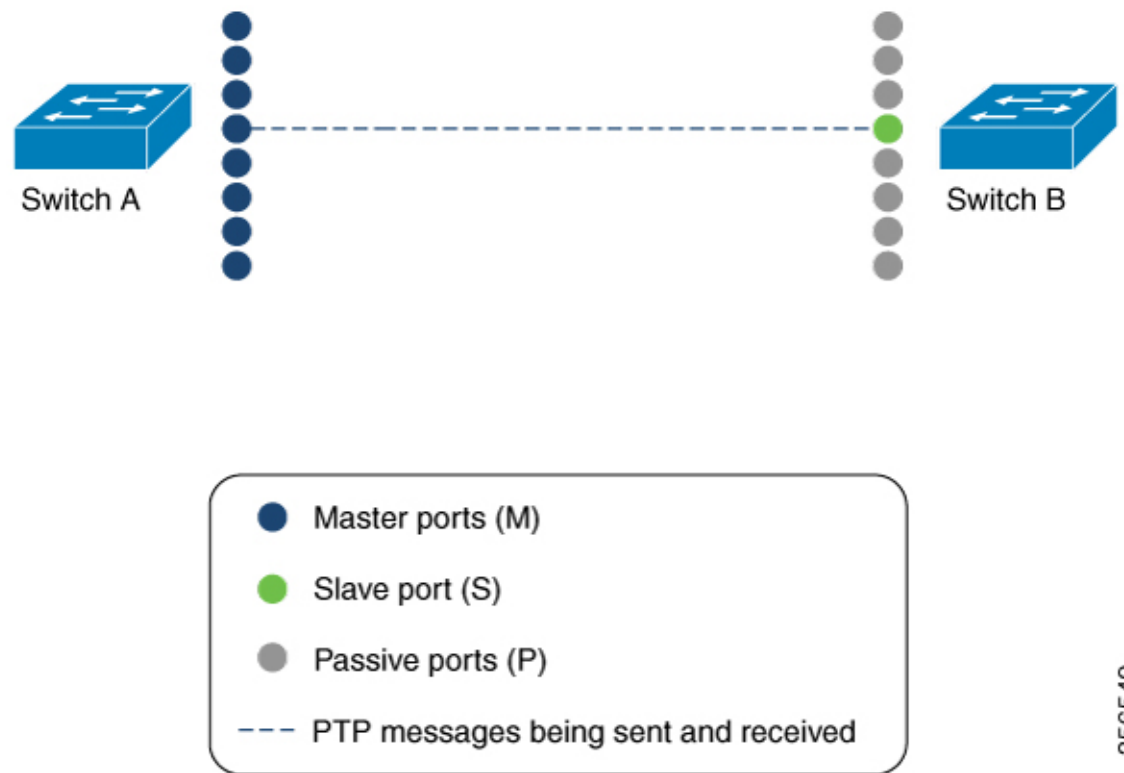 Switch A
Switch B
Master ports (M)
Slave port (S)
Passive ports (P)
PTP messages being sent and received